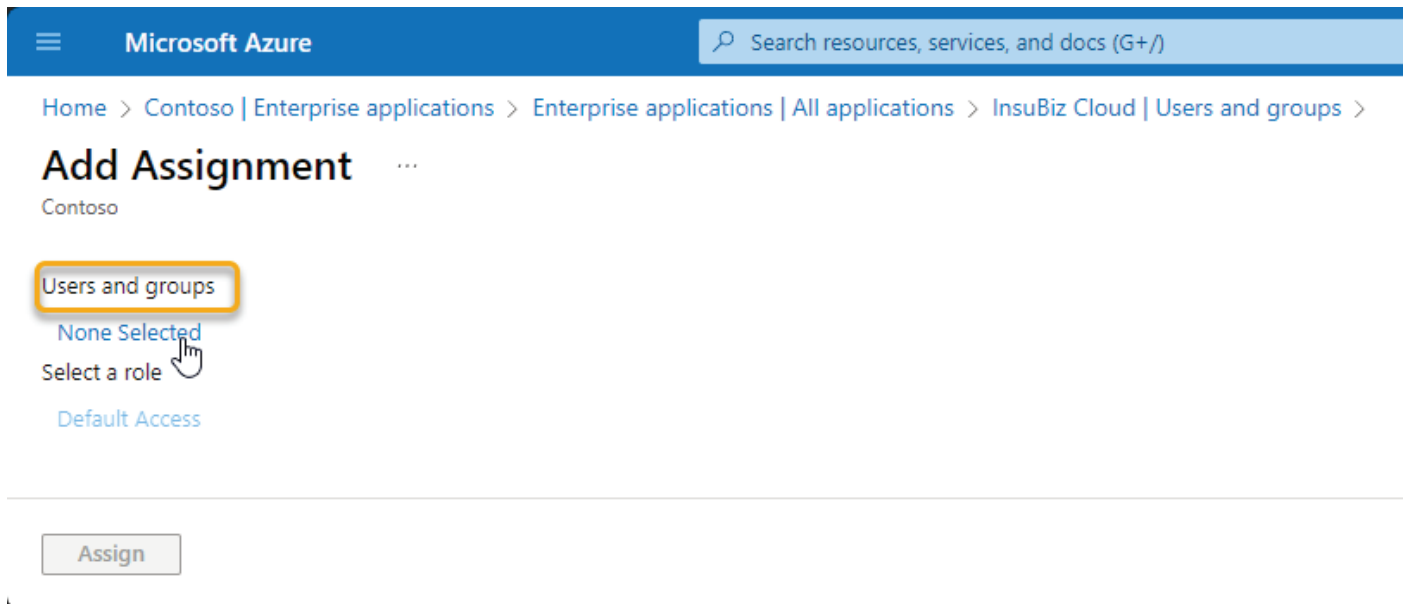 Microsoft Azure
Search resources, services, and docs (G+/)
Home > Contoso | Enterprise applications > Enterprise applications | All applications > InsuBiz Cloud | Users and groups >
Add Assignment ...
Contoso
Users and groups
None Selected
Select a role
Default Access
Assign